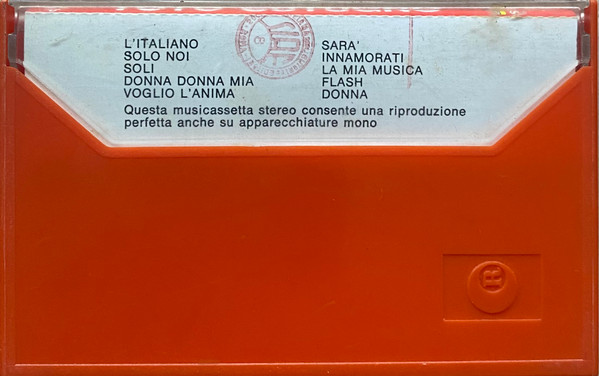 L'ITALIANO
SOLO NOI
SOLI
DONNA DONNA MIA
VOGLIO L'ANIMA
SARA'
INNAMORATI
LA MIA MUSICA
FLASH
DONNA
Questa musicassetta stereo consente una riproduzione
perfetta anche su apparecchiature mono
R